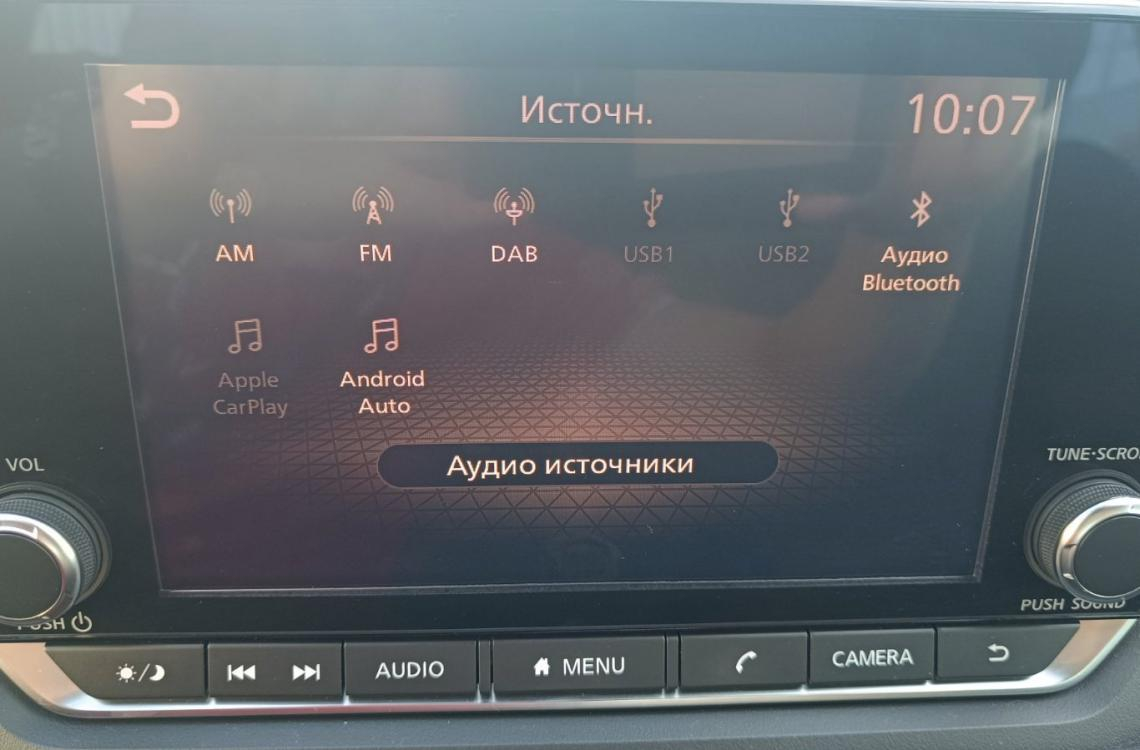 Источн.
10:07
AM
FM
DAB
USB1
USB2
Аудио
Bluetooth
Apple
CarPlay
Android
Auto
Аудио источники
VOL
TUNE·SCRO
PUSH
PUSH SOUND
AUDIO
MENU
CAMERA